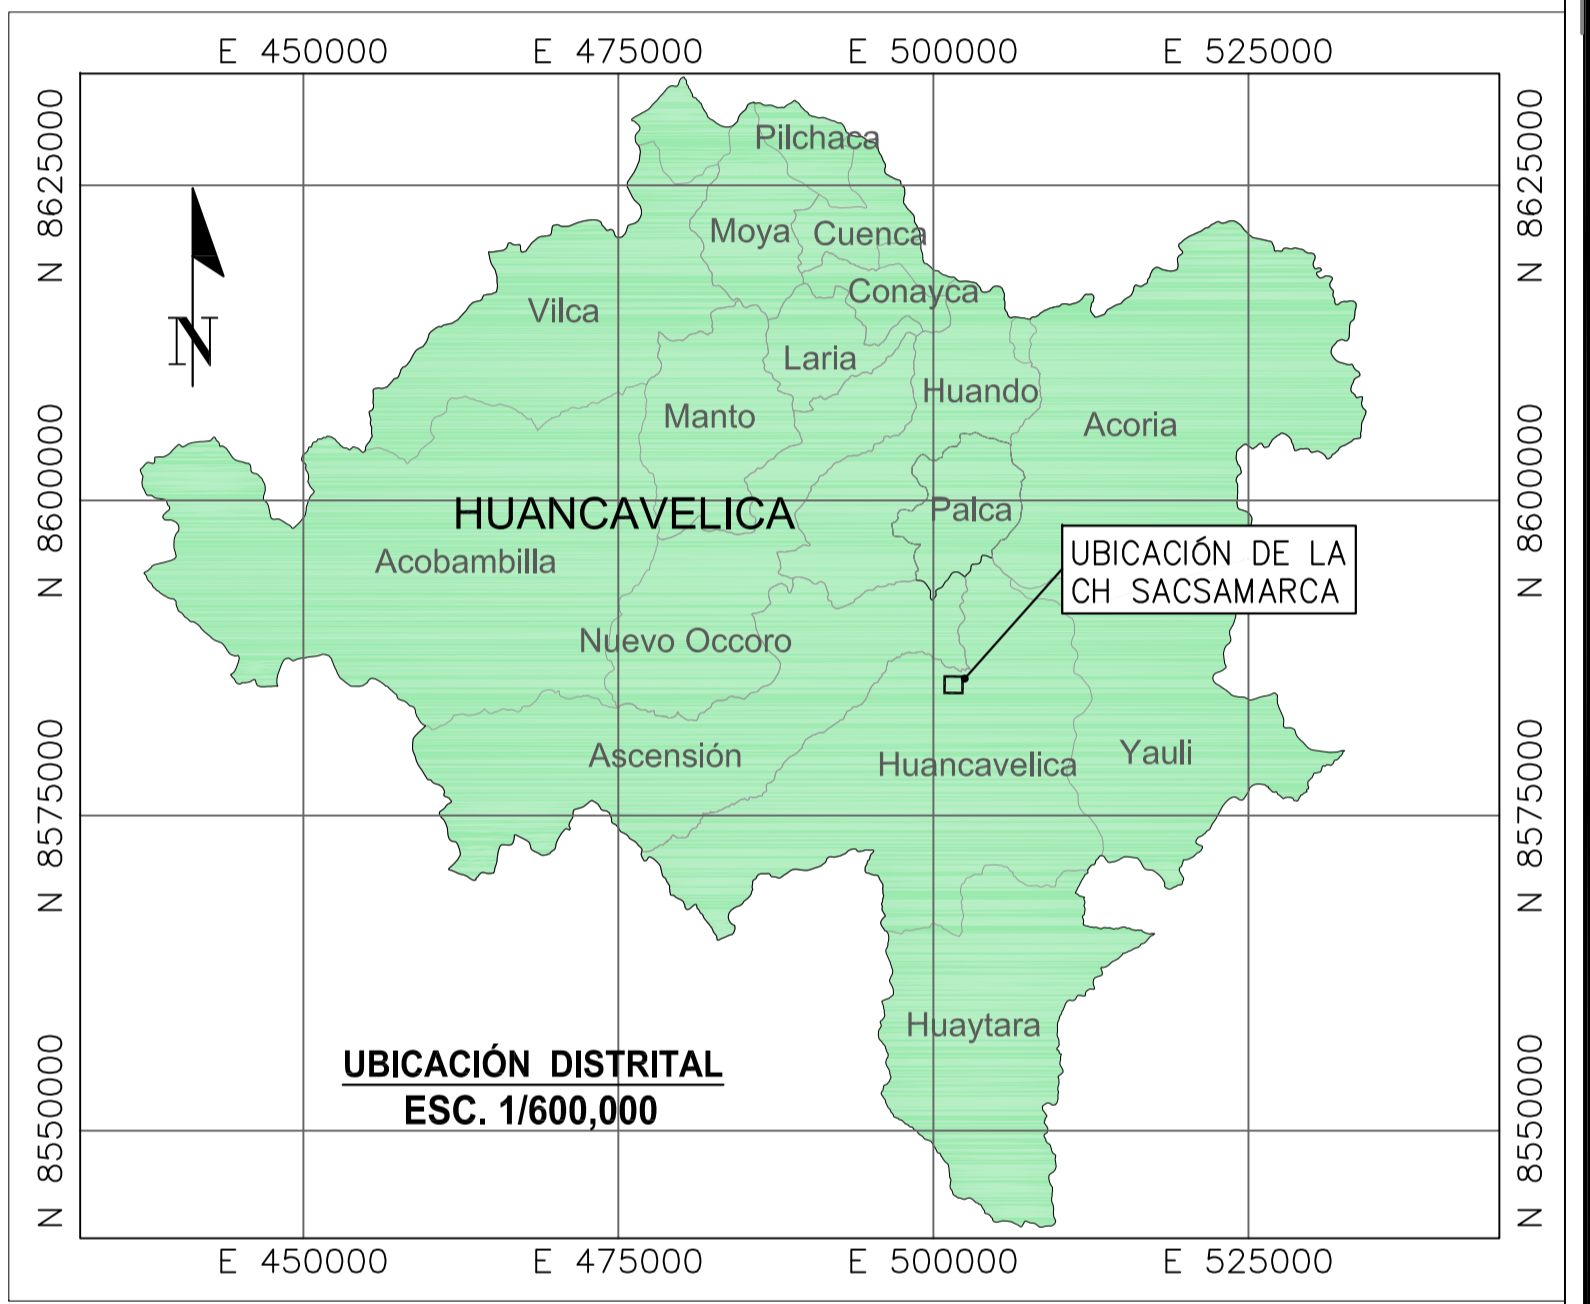 E 450000 E 475000 E 500000 E 525000
N 8625000
N 8600000
N 8575000
N 8550000
N 8625000
N 8600000
N 8575000
N 8550000
N
Pilchaca
Moya
Cuenca
Conayca
Vilca
Laria
Huando
Manto
Acoria
HUANCAVELICA
Palca
Acobambilla
UBICACIÓN DE LA
CH SACSAMARCA
Nuevo Occoro
Ascensión
Huancavelica
Yauli
Huaytara
UBICACIÓN DISTRITAL
ESC. 1/600,000
E 450000 E 475000 E 500000 E 525000